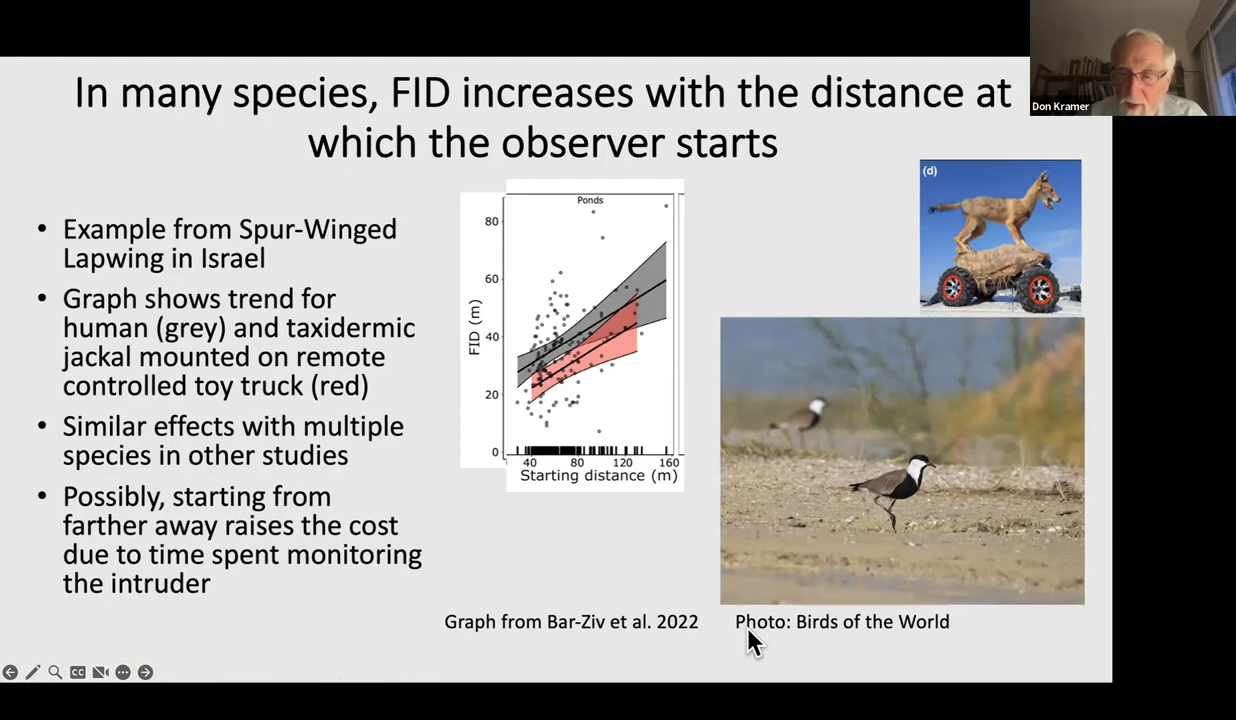 In many species, FID increases with the distance at
which the observer starts
Don Kramer
• Example from Spur-Winged
Lapwing in Israel
• Graph shows trend for
human (grey) and taxidermic
jackal mounted on remote
controlled toy truck (red)
• Similar effects with multiple
species in other studies
• Possibly, starting from
farther away raises the cost
due to time spent monitoring
the intruder
Ponds
FID (m)
80
60
40
20
0
40 80 120 160
Starting distance (m)
(d)
Graph from Bar-Ziv et al. 2022
Photo: Birds of the World
CC